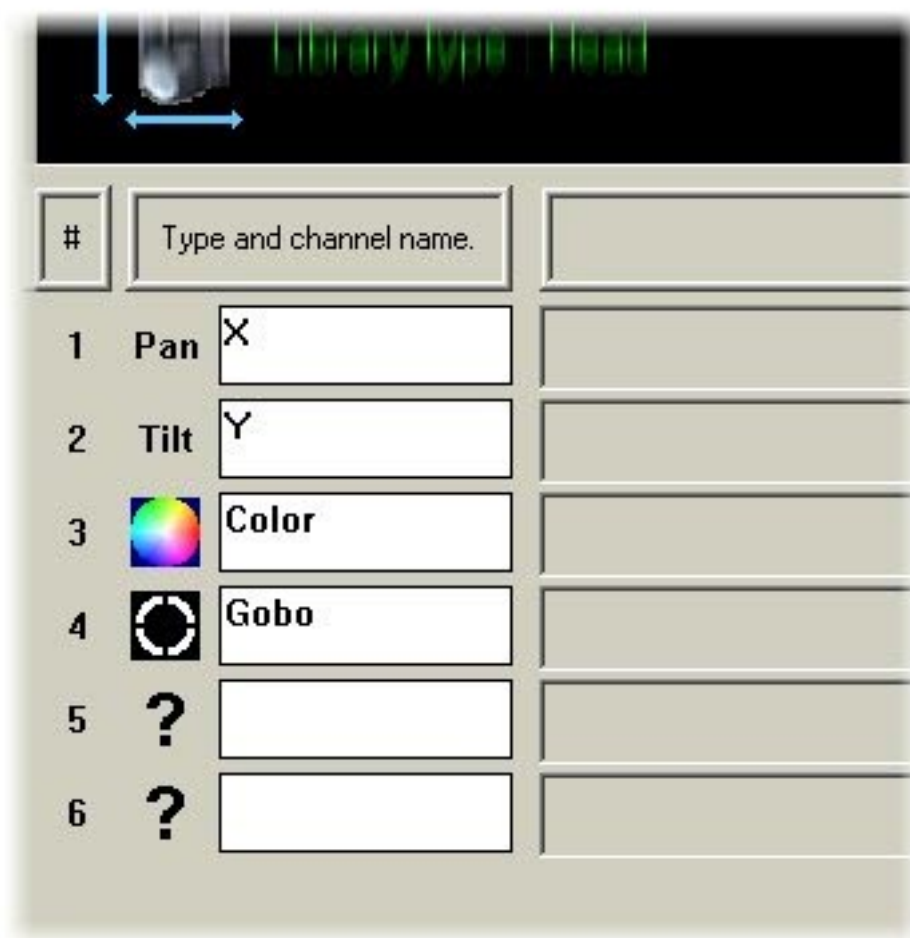 Library type : Head
# Type and channel name.
1 Pan X
2 Tilt Y
3 Color
4 Gobo
5 ?
6 ?